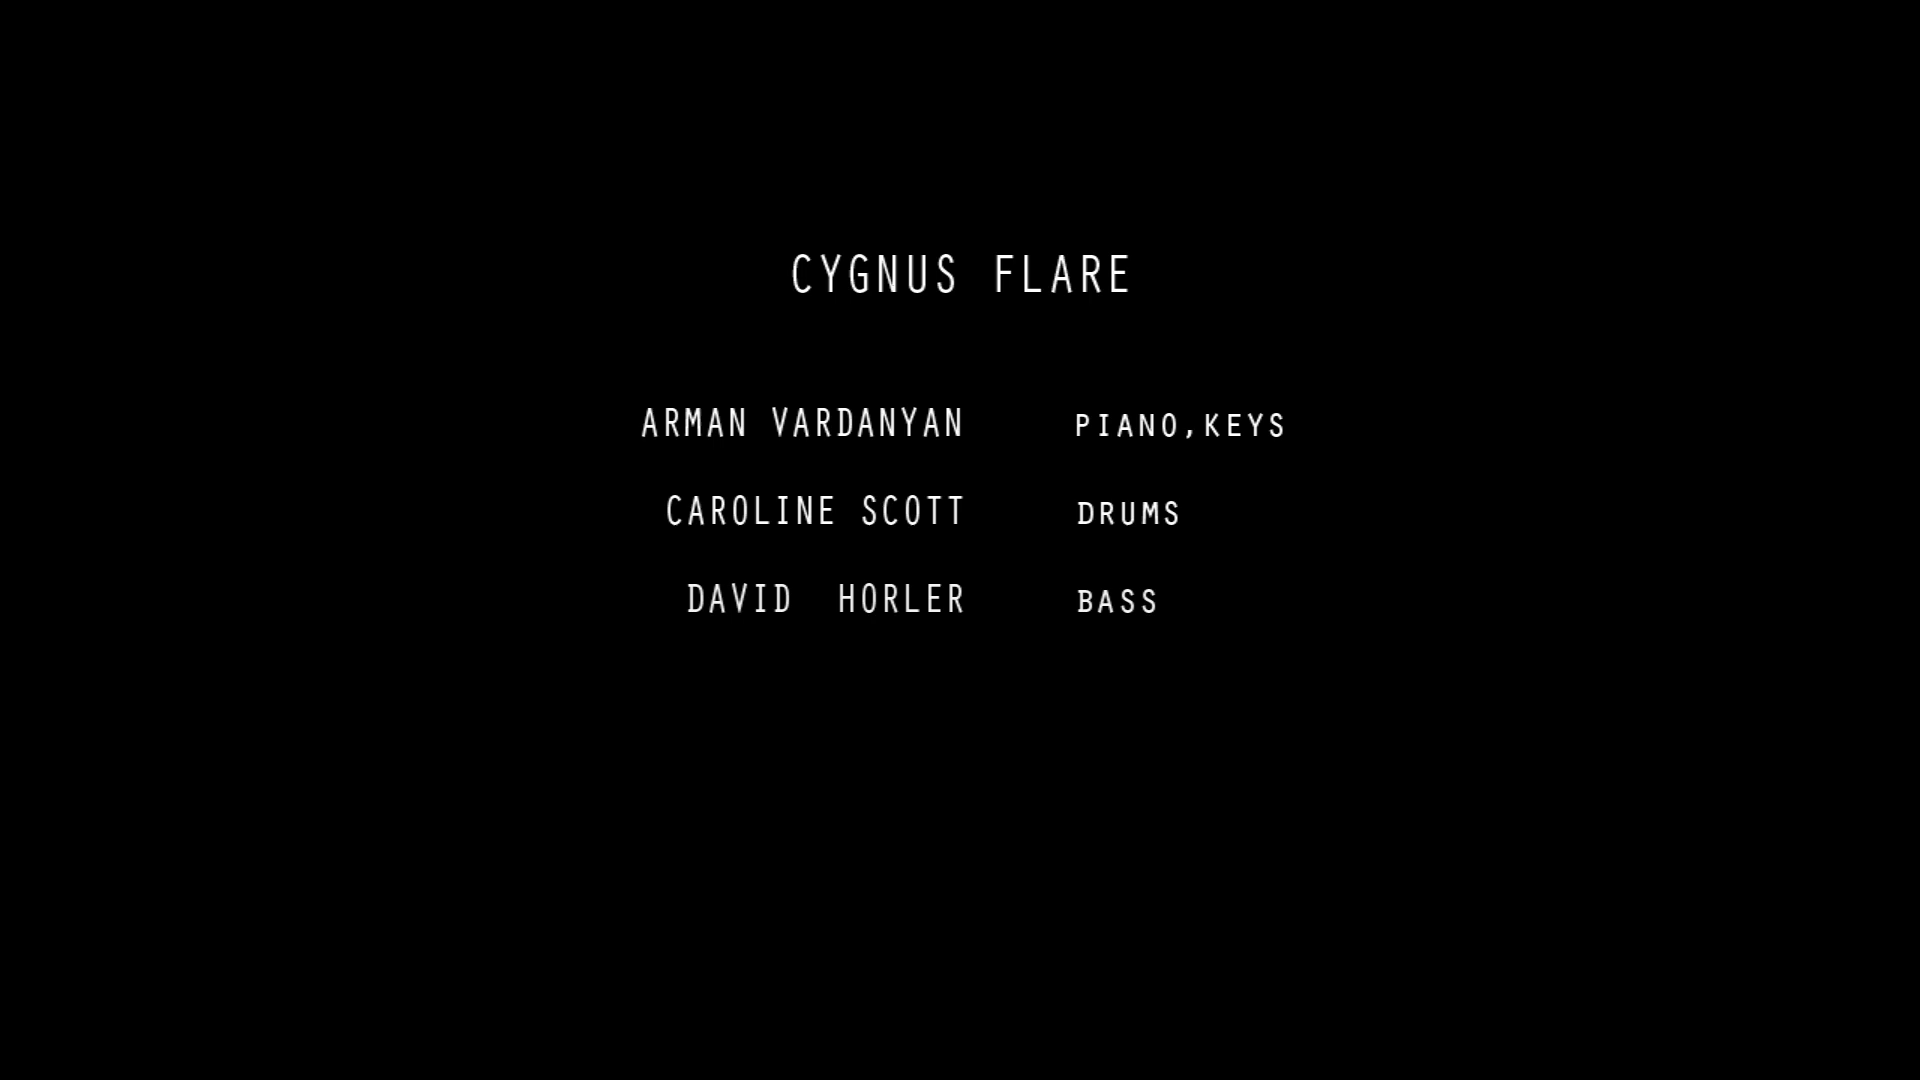 CYGNUS FLARE
ARMAN VARDANYAN PIANO,KEYS
CAROLINE SCOTT DRUMS
DAVID HORLER BASS